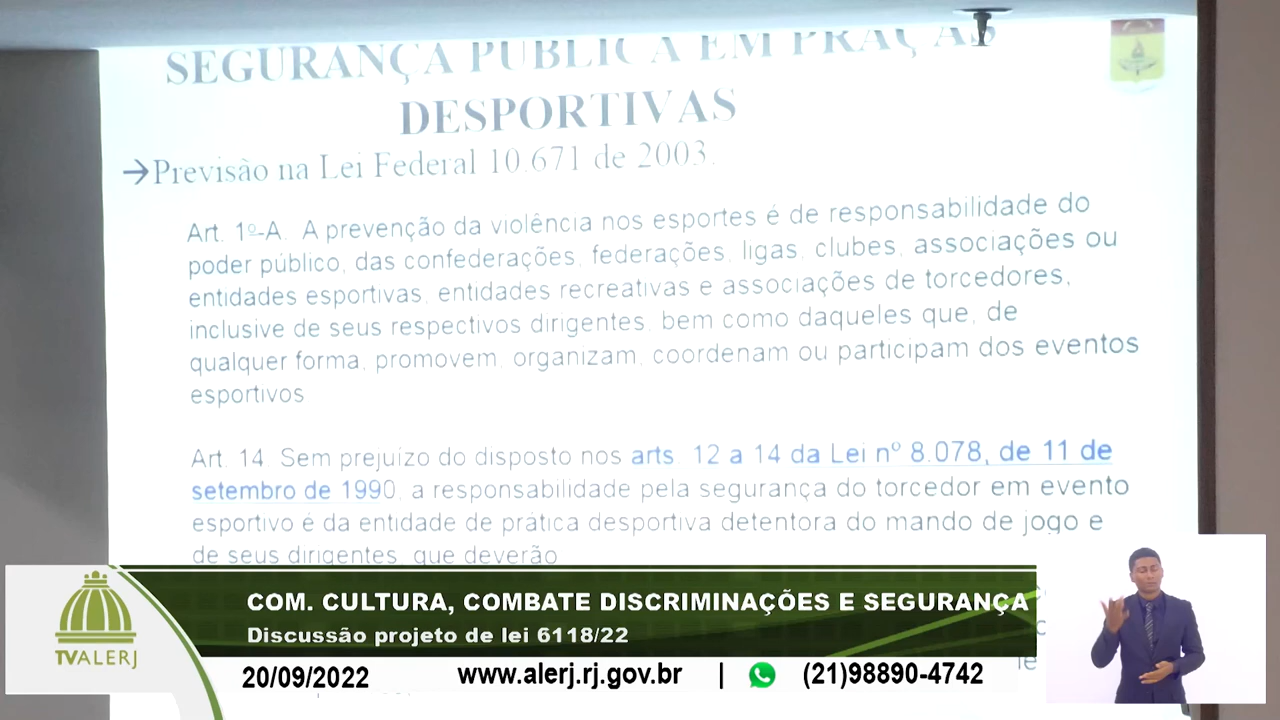 SEGURANÇA PÚBLICA EM PRAÇAS
DESPORTIVAS
→Previsão na Lei Federal 10.671 de 2003.
Art. 1º-A. A prevenção da violência nos esportes é de responsabilidade do
poder público, das confederações, federações, ligas, clubes, associações ou
entidades esportivas, entidades recreativas e associações de torcedores,
inclusive de seus respectivos dirigentes, bem como daqueles que, de
qualquer forma, promovem, organizam, coordenam ou participam dos eventos
esportivos
Art. 14. Sem prejuízo do disposto nos arts. 12 a 14 da Lei nº 8.078, de 11 de
setembro de 1990, a responsabilidade pela segurança do torcedor em evento
esportivo é da entidade de prática desportiva detentora do mando de jogo e
de seus dirigentes, que deverão
COM. CULTURA, COMBATE DISCRIMINAÇÕES E SEGURANÇA
Discussão projeto de lei 6118/22
TVALERJ
20/09/2022 www.alerj.rj.gov.br | (21)98890-4742